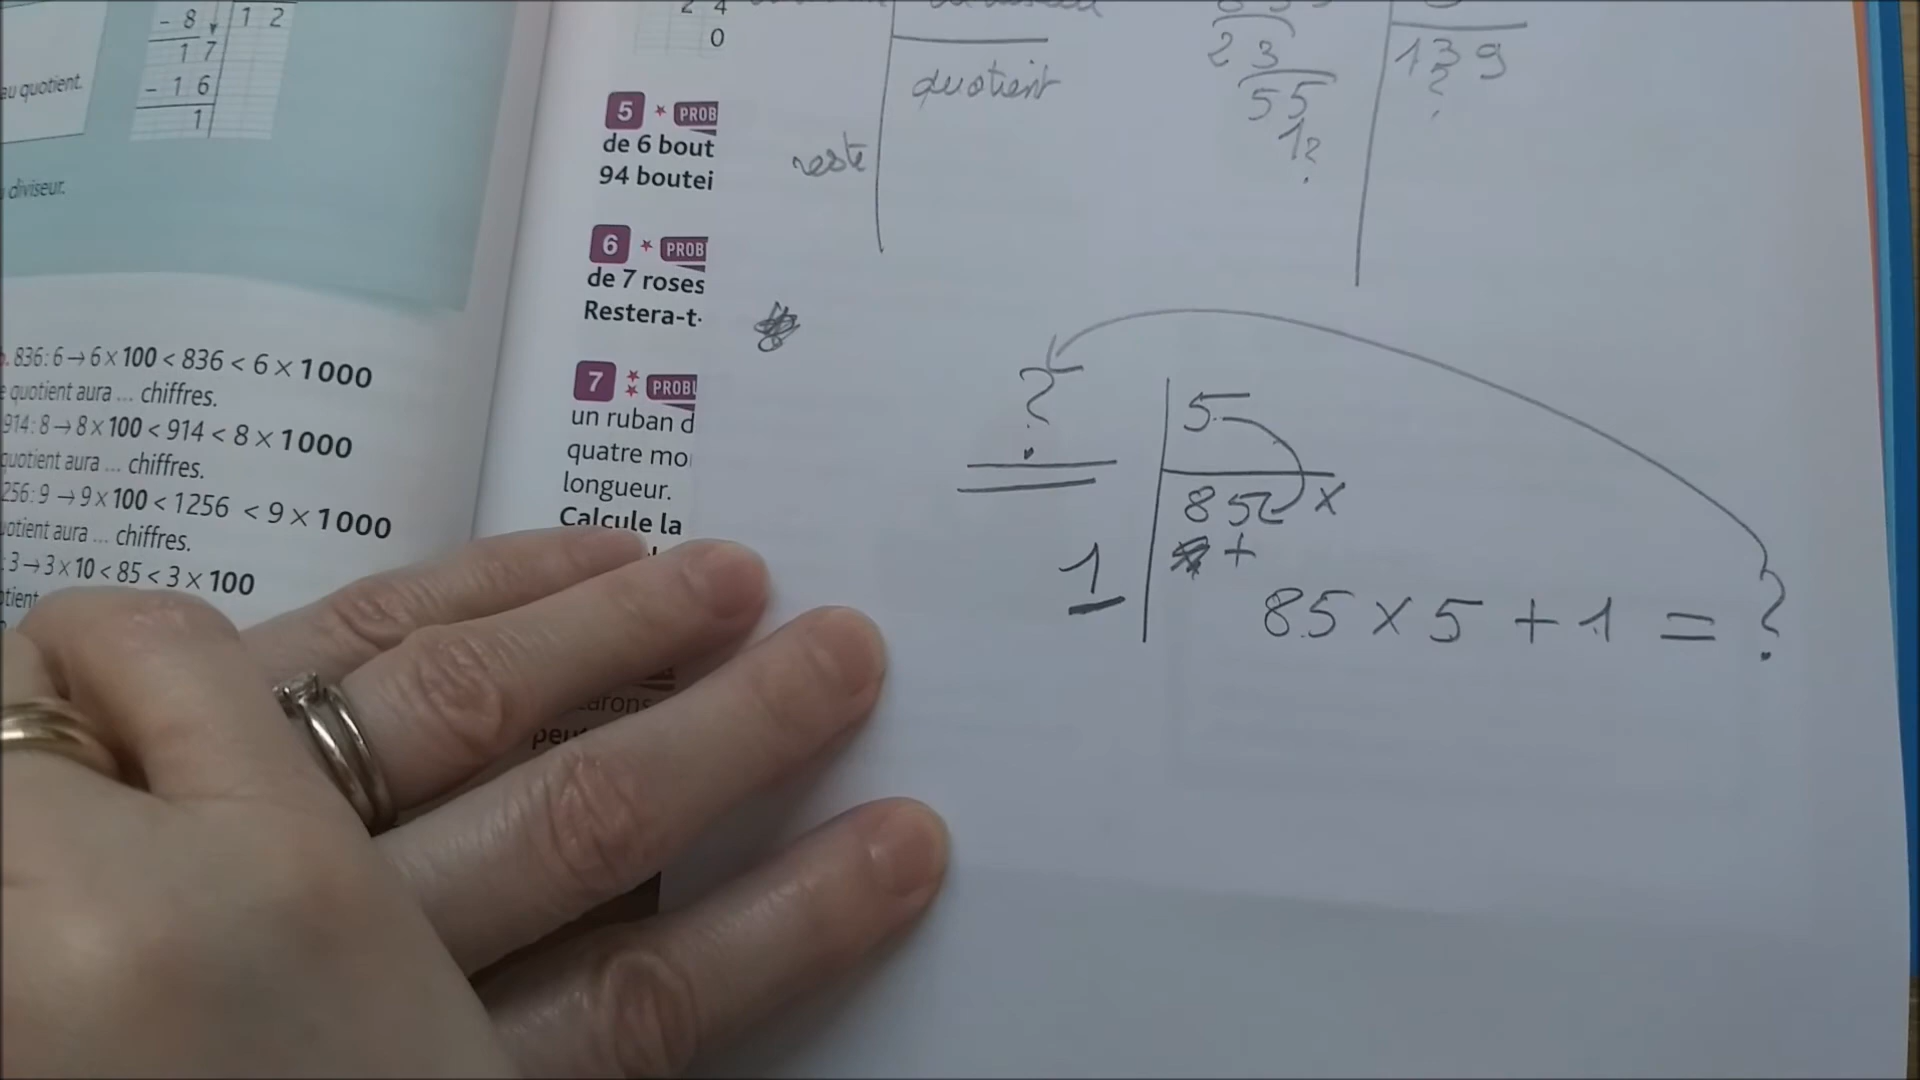 - 8 1 2
1 7
- 1 6
1
au quotient.
diviseur.
836 : 6 → 6 × 100 < 836 < 6 × 1000
quotient aura ... chiffres.
914 : 8 → 8 × 100 < 914 < 8 × 1000
quotient aura ... chiffres.
256 : 9 → 9 × 100 < 1256 < 9 × 1000
quotient aura ... chiffres.
: 3 → 3 × 10 < 85 < 3 × 100
2 4
0
5 * PROB
de 6 bout
94 boutei
6 * PROB
de 7 roses
Restera-t-
7 ** PROBL
un ruban d
quatre mo
longueur.
Calcule la
quotient
reste
2 3
5 5
1 ?
1 3 9
?
? 5
85 ×
1 +
85 × 5 + 1 = ?